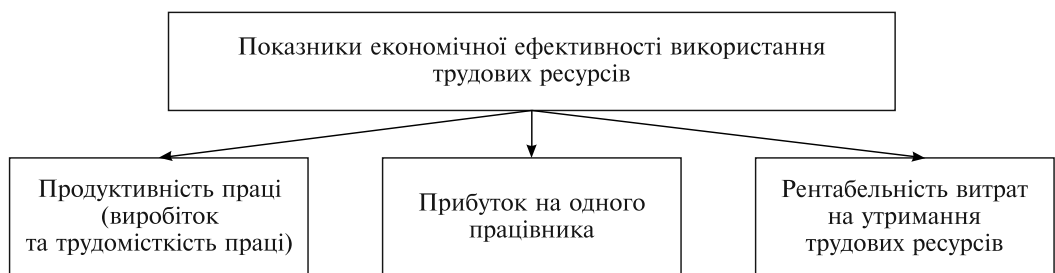 Показники економічної ефективності використання
трудових ресурсів
Продуктивність праці
(виробіток
та трудомісткість праці)
Прибуток на одного
працівника
Рентабельність витрат
на утримання
трудових ресурсів